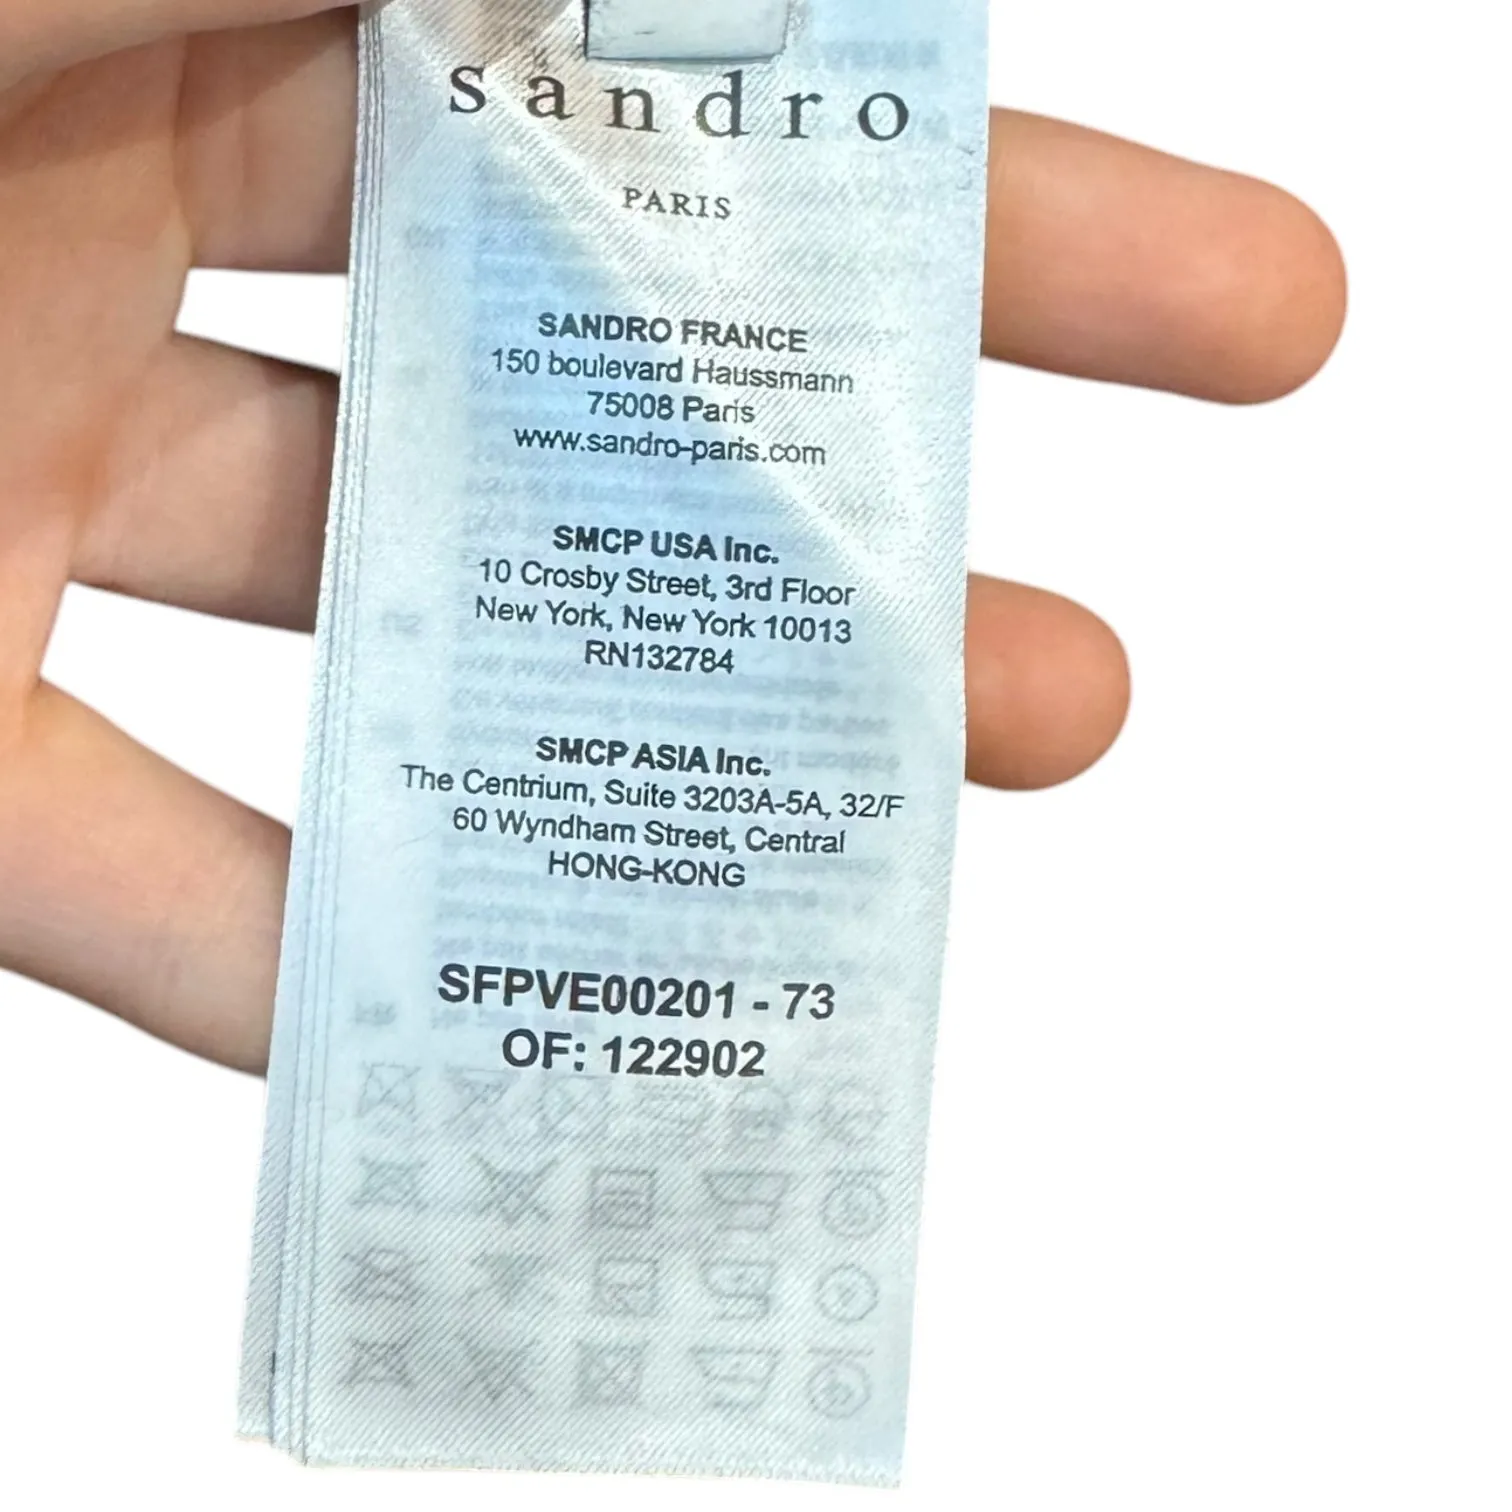 sandro
PARIS
SANDRO FRANCE
150 boulevard Haussmann
75008 Paris
www.sandro-paris.com
SMCP USA Inc.
10 Crosby Street, 3rd Floor
New York, New York 10013
RN132784
SMCP ASIA Inc.
The Centrium, Suite 3203A-5A, 32/F
60 Wyndham Street, Central
HONG-KONG
SFPVE00201 - 73
OF: 122902